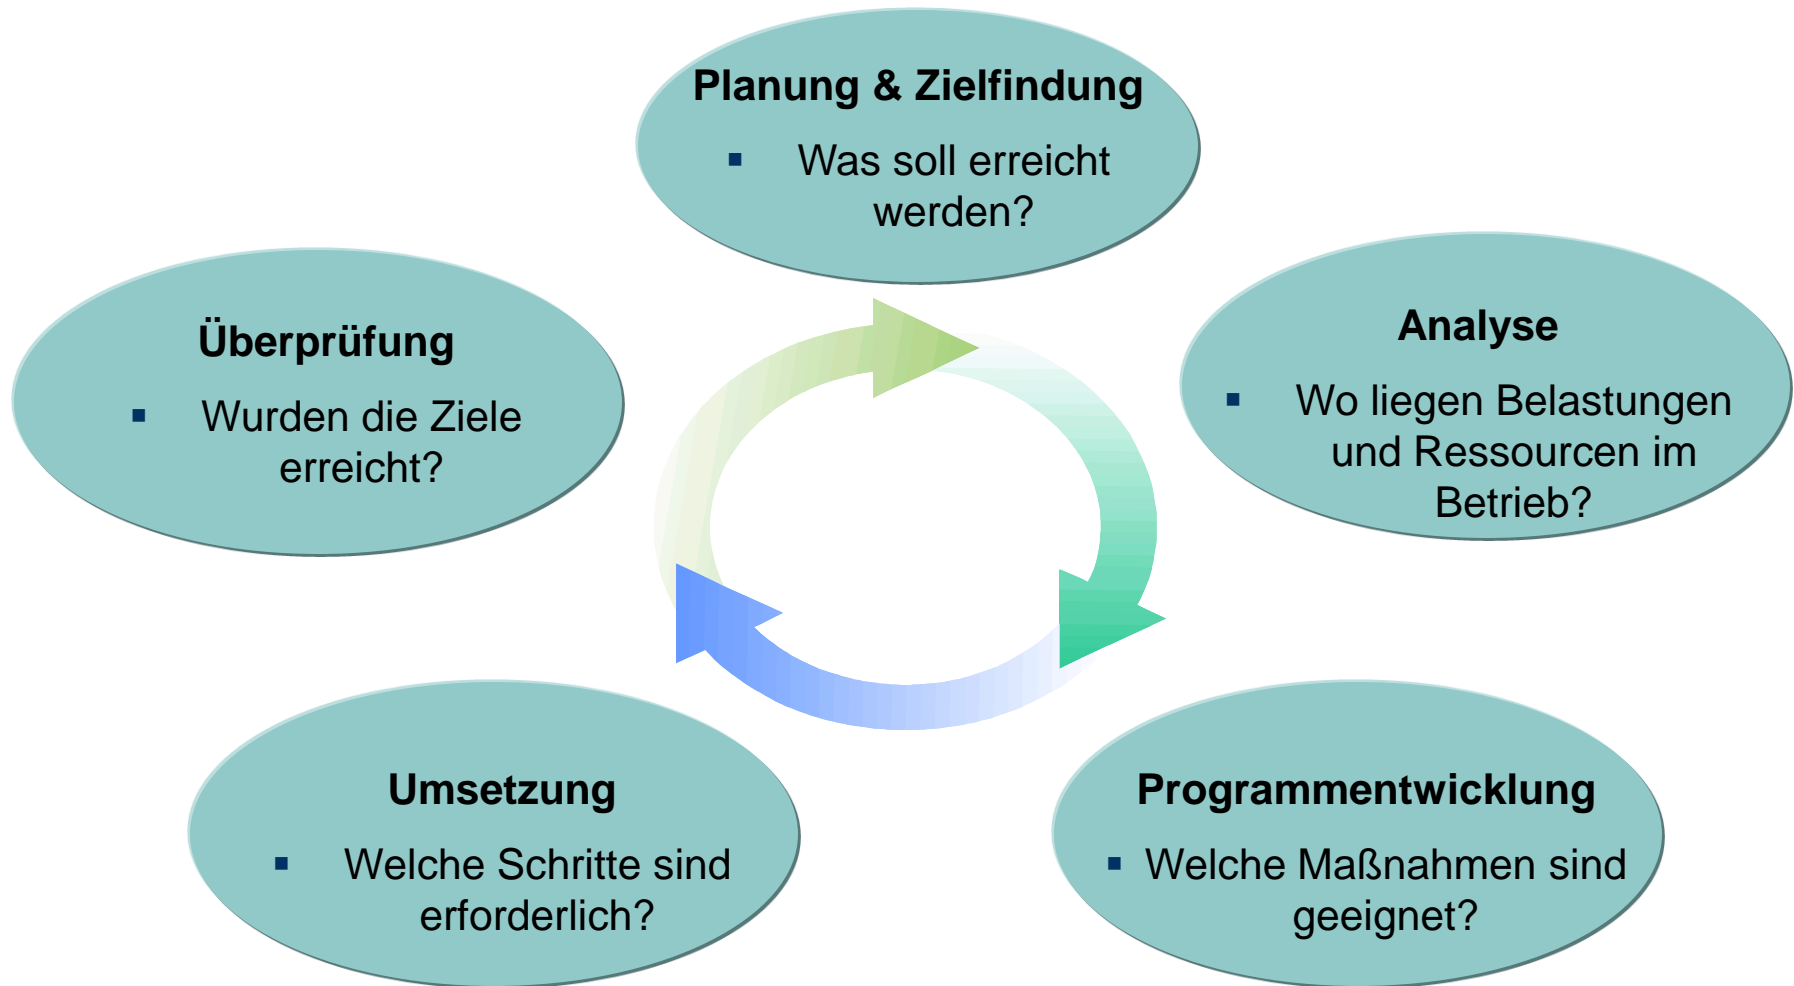 Planung & Zielfindung
▪ Was soll erreicht
werden?
Analyse
▪ Wo liegen Belastungen
und Ressourcen im
Betrieb?
Programmentwicklung
▪ Welche Maßnahmen sind
geeignet?
Umsetzung
▪ Welche Schritte sind
erforderlich?
Überprüfung
▪ Wurden die Ziele
erreicht?